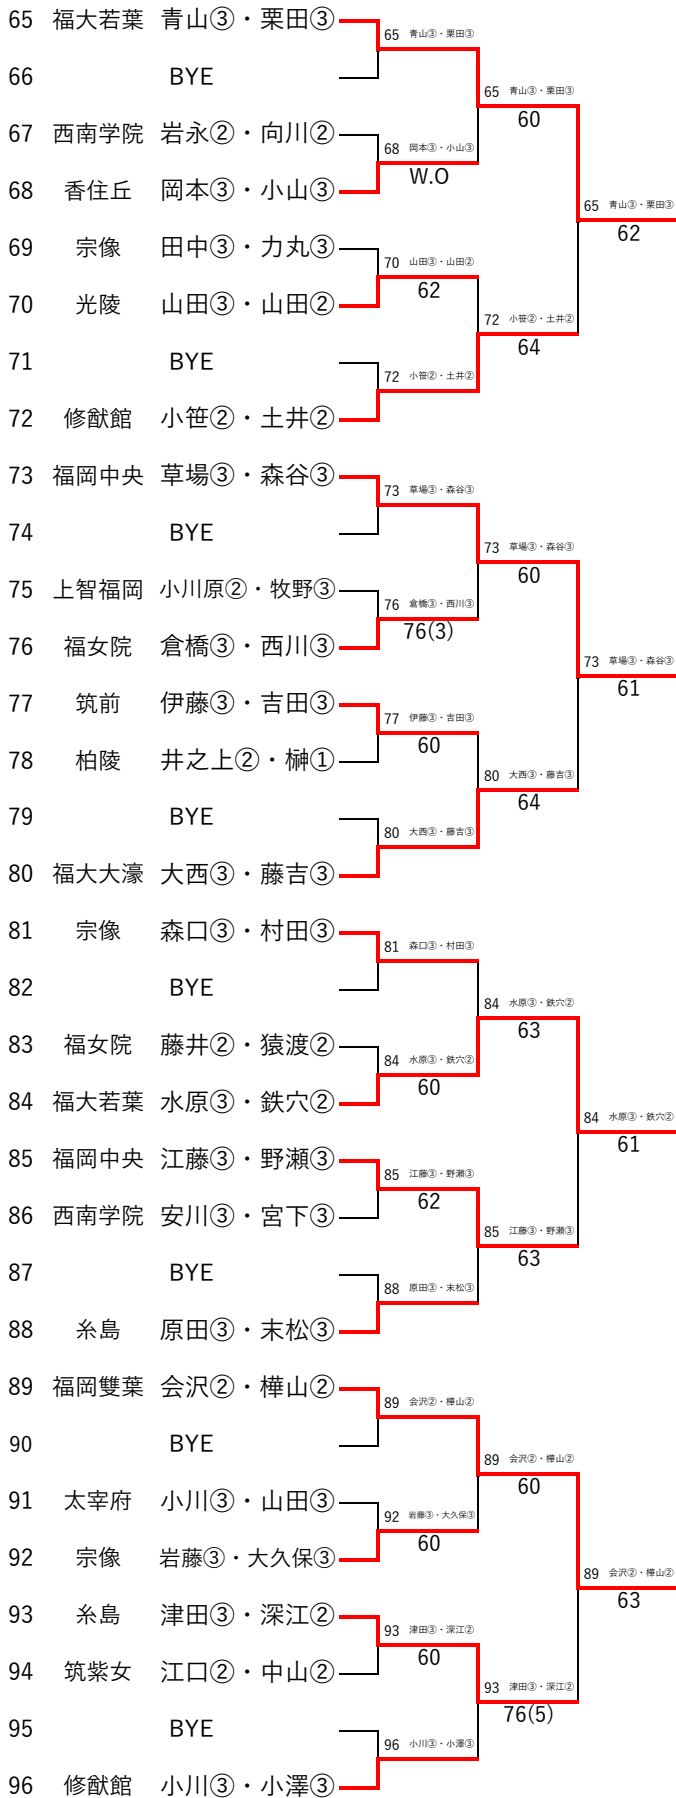 65 福大若葉 青山③・栗田③
66 BYE
67 西南学院 岩永②・向川②
68 香住丘 岡本③・小山③
69 宗像 田中③・力丸③
70 光陵 山田③・山田②
71 BYE
72 修猷館 小笹②・土井②
73 福岡中央 草場③・森谷③
74 BYE
75 上智福岡 小川原②・牧野③
76 福女院 倉橋③・西川③
77 筑前 伊藤③・吉田③
78 柏陵 井之上②・榊①
79 BYE
80 福大大濠 大西③・藤吉③
81 宗像 森口③・村田③
82 BYE
83 福女院 藤井②・猿渡②
84 福大若葉 水原③・鉄穴②
85 福岡中央 江藤③・野瀬③
86 西南学院 安川③・宮下③
87 BYE
88 糸島 原田③・末松③
89 福岡雙葉 会沢②・樺山②
90 BYE
91 太宰府 小川③・山田③
92 宗像 岩藤③・大久保③
93 糸島 津田③・深江②
94 筑紫女 江口②・中山②
95 BYE
96 修猷館 小川③・小澤③
65 青山③・栗田③
68 岡本③・小山③
W.O
70 山田③・山田②
62
72 小笹②・土井②
73 草場③・森谷③
76 倉橋③・西川③
76(3)
77 伊藤③・吉田③
60
80 大西③・藤吉③
81 森口③・村田③
84 水原③・鉄穴②
60
85 江藤③・野瀬③
62
88 原田③・末松③
89 会沢②・樺山②
92 岩藤③・大久保③
60
93 津田③・深江②
60
96 小川③・小澤③
65 青山③・栗田③
60
72 小笹②・土井②
64
73 草場③・森谷③
60
80 大西③・藤吉③
64
84 水原③・鉄穴②
63
85 江藤③・野瀬③
63
89 会沢②・樺山②
60
93 津田③・深江②
76(5)
65 青山③・栗田③
62
73 草場③・森谷③
61
84 水原③・鉄穴②
61
89 会沢②・樺山②
63